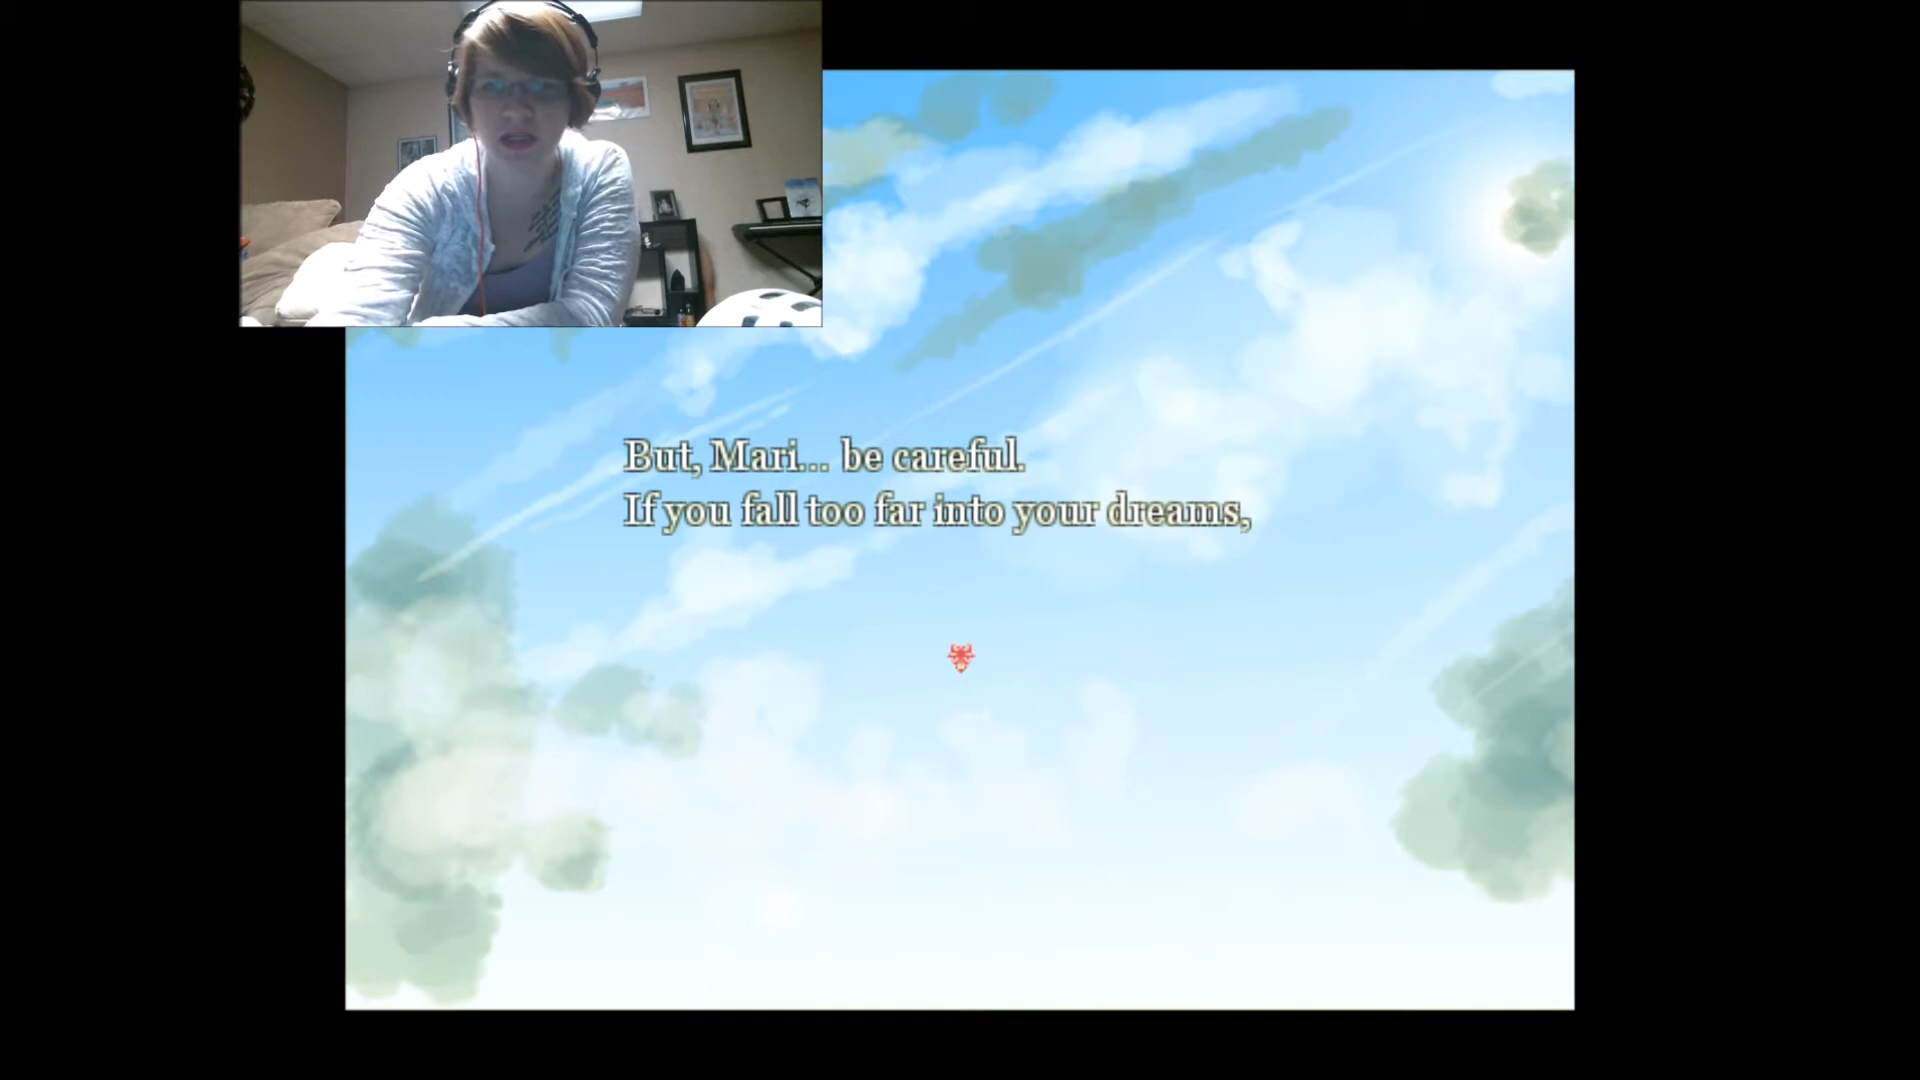 But, Mari... be careful.
If you fall too far into your dreams,